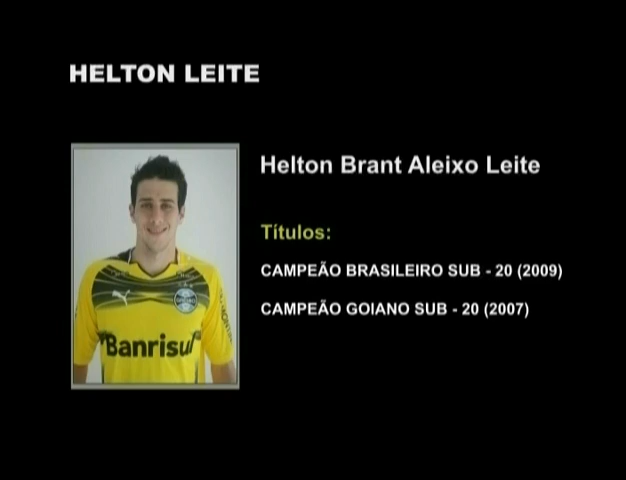 HELTON LEITE
Helton Brant Aleixo Leite
Títulos:
CAMPEÃO BRASILEIRO SUB - 20 (2009)
CAMPEÃO GOIANO SUB - 20 (2007)
Banrisul